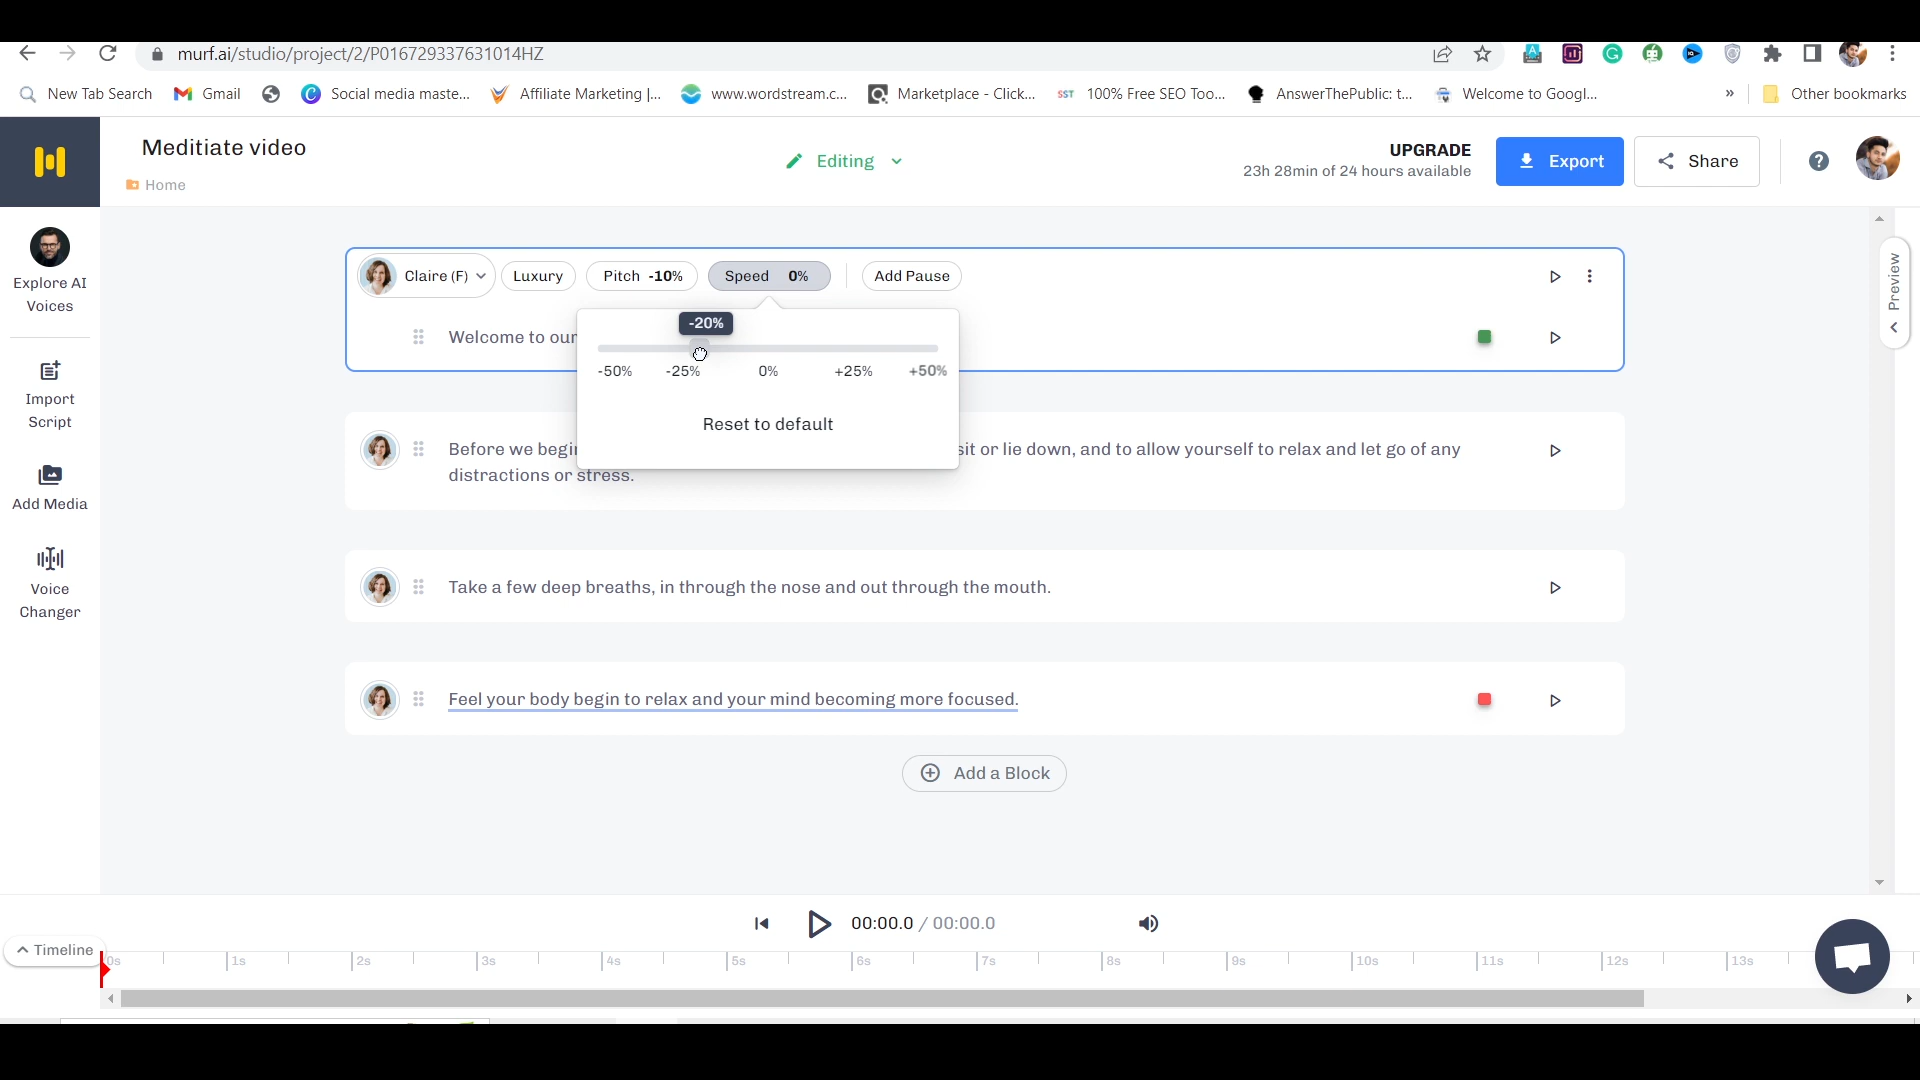 murf.ai/studio/project/2/P016729337631014HZ
New Tab Search
Gmail
Social media maste...
Affiliate Marketing |...
www.wordstream.c...
Marketplace - Click...
SST 100% Free SEO Too...
AnswerThePublic: t...
Welcome to Googl...
»
Other bookmarks
Meditiate video
Home
Editing
UPGRADE
23h 28min of 24 hours available
Export
Share
?
Explore AI
Voices
Import
Script
Add Media
Voice
Changer
Claire (F)
Luxury
Pitch -10%
Speed 0%
Add Pause
Preview
Welcome to our
-20%
-50% -25% 0% +25% +50%
Reset to default
Before we begin
sit or lie down, and to allow yourself to relax and let go of any
distractions or stress.
Take a few deep breaths, in through the nose and out through the mouth.
Feel your body begin to relax and your mind becoming more focused.
Add a Block
00:00.0 / 00:00.0
Timeline
0s 1s 2s 3s 4s 5s 6s 7s 8s 9s 10s 11s 12s 13s